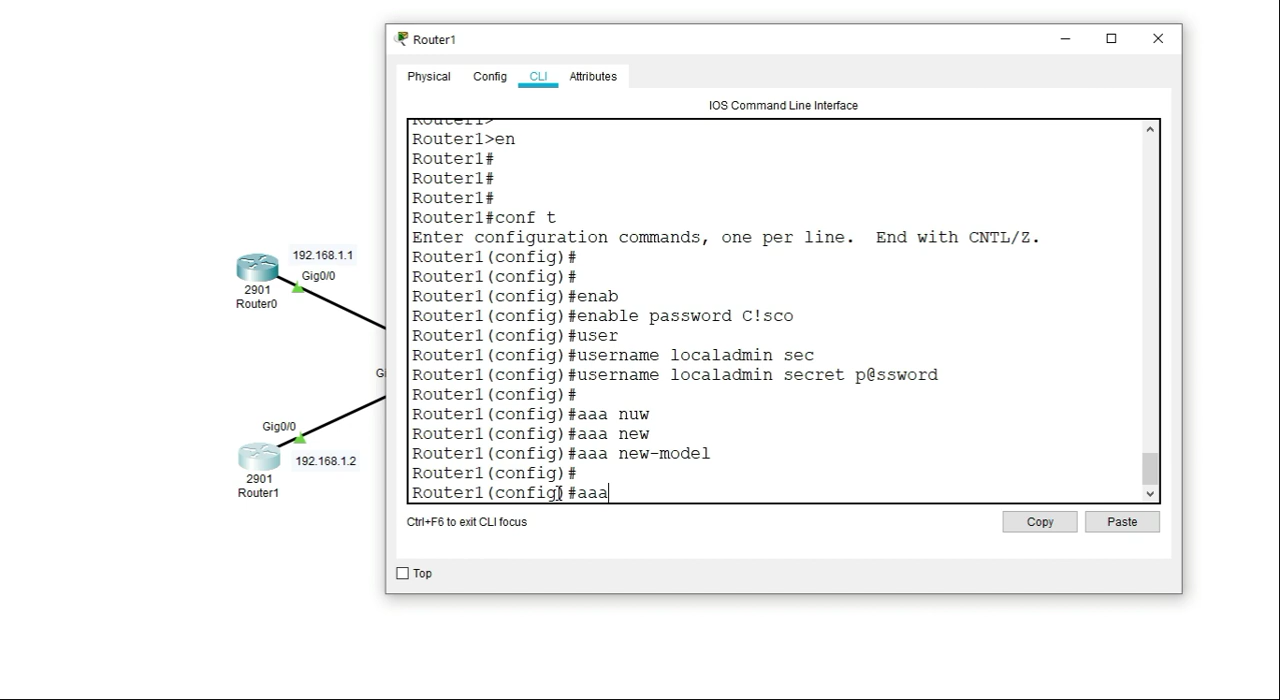 Router1
Physical
Config
CLI
Attributes
IOS Command Line Interface
Router1>
Router1>en
Router1#
Router1#
Router1#
Router1#conf t
Enter configuration commands, one per line.  End with CNTL/Z.
Router1(config)#
Router1(config)#
Router1(config)#enab
Router1(config)#enable password C!sco
Router1(config)#user
Router1(config)#username localadmin sec
Router1(config)#username localadmin secret p@ssword
Router1(config)#
Router1(config)#aaa nuw
Router1(config)#aaa new
Router1(config)#aaa new-model
Router1(config)#
Router1(config)#aaa
Ctrl+F6 to exit CLI focus
Copy
Paste
Top
192.168.1.1
Gig0/0
2901
Router0
G
Gig0/0
192.168.1.2
2901
Router1